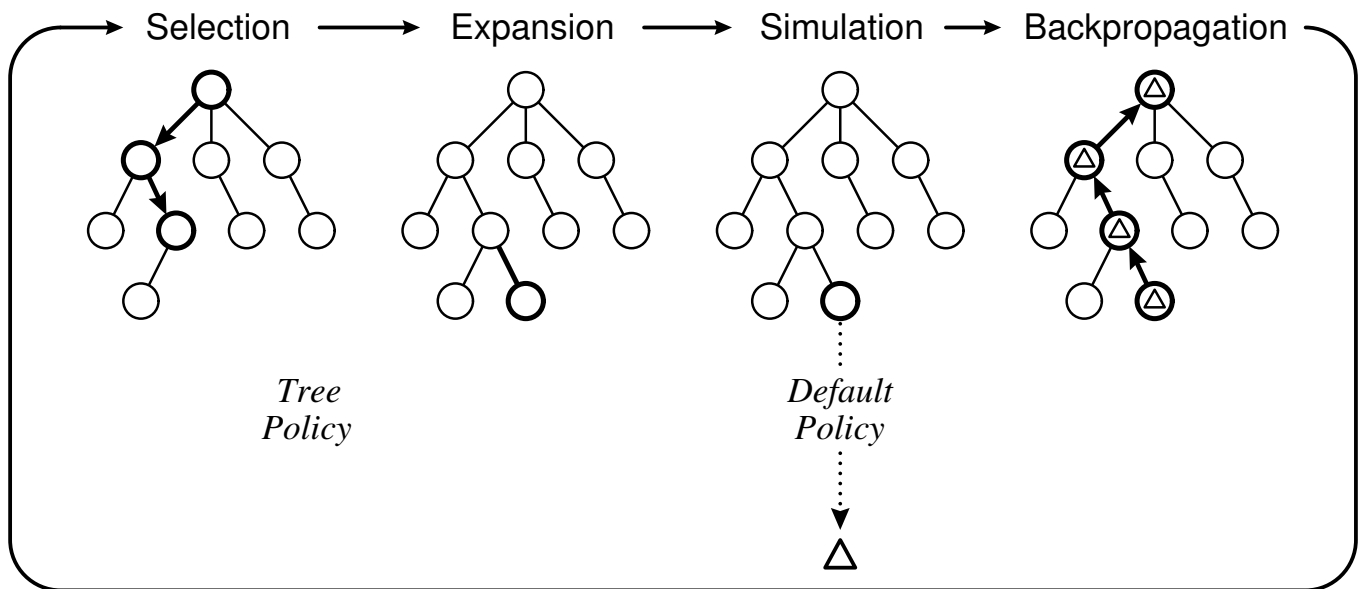 Selection
Expansion
Simulation
Backpropagation
Tree
Policy
Default
Policy